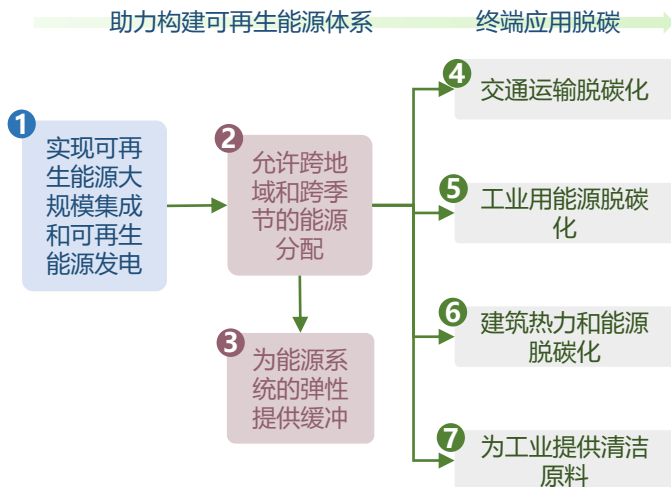 助力构建可再生能源体系
终端应用脱碳
1
实现可再
生能源大
规模集成
和可再生
能源发电
2
允许跨地
域和跨季
节的能源
分配
3
为能源系
统的弹性
提供缓冲
4
交通运输脱碳化
5
工业用能源脱碳
化
6
建筑热力和能源
脱碳化
7
为工业提供清洁
原料